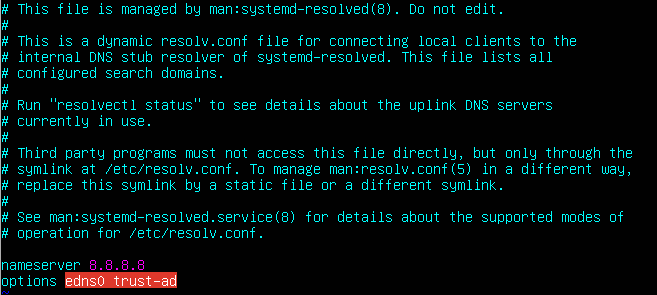 # This file is managed by man:systemd-resolved(8). Do not edit.
#
# This is a dynamic resolv.conf file for connecting local clients to the
# internal DNS stub resolver of systemd-resolved. This file lists all
# configured search domains.
#
# Run "resolvectl status" to see details about the uplink DNS servers
# currently in use.
#
# Third party programs must not access this file directly, but only through the
# symlink at /etc/resolv.conf. To manage man:resolv.conf(5) in a different way,
# replace this symlink by a static file or a different symlink.
#
# See man:systemd-resolved.service(8) for details about the supported modes of
# operation for /etc/resolv.conf.
nameserver 8.8.8.8
options edns0 trust-ad
~